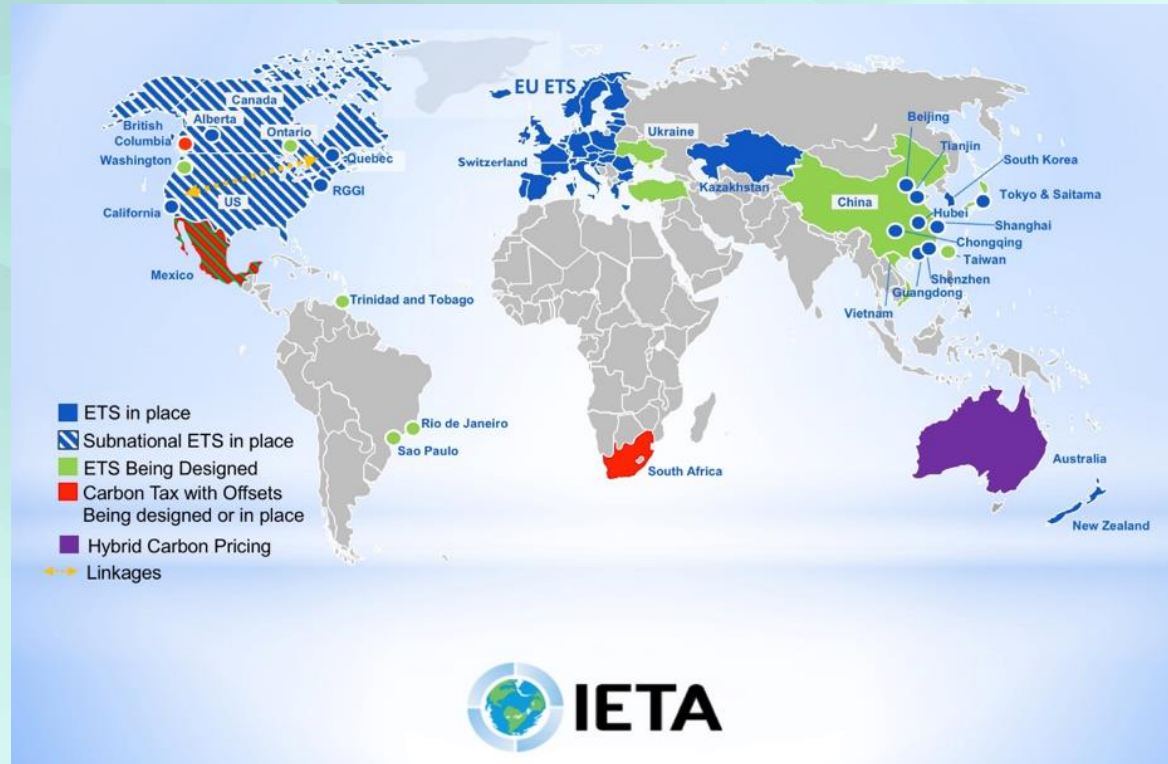 EU ETS
Canada
Alberta
British
Columbia
Ontario
Washington
Quebec
RGGI
US
California
Mexico
Switzerland
Ukraine
Kazakhstan
Beijing
Tianjin
South Korea
Tokyo & Saitama
China
Hubei
Shanghai
Chongqing
Taiwan
Shenzhen
Guangdong
Vietnam
Trinidad and Tobago
Rio de Janeiro
Sao Paulo
South Africa
Australia
New Zealand
ETS in place
Subnational ETS in place
ETS Being Designed
Carbon Tax with Offsets
Being designed or in place
Hybrid Carbon Pricing
Linkages
IETA